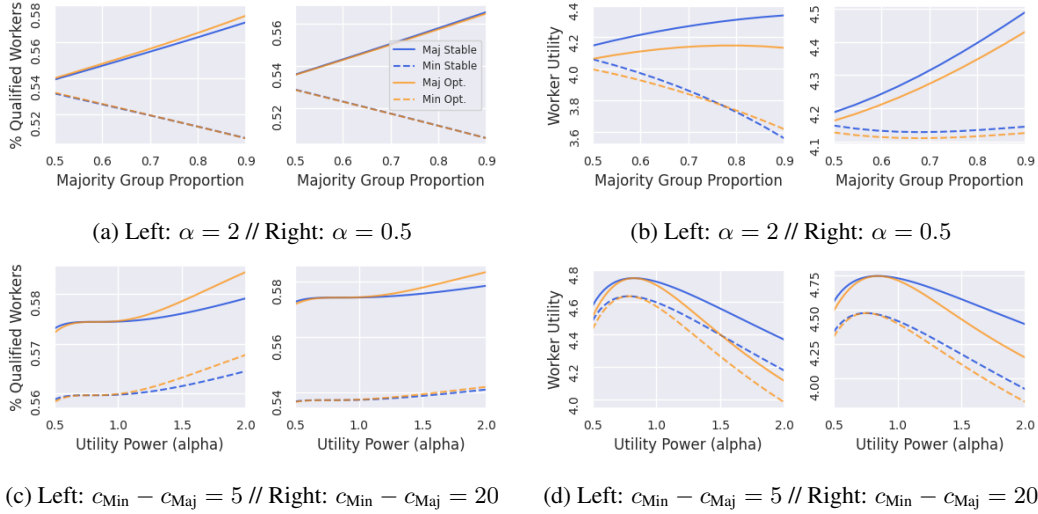 % Qualified Workers
0.58
0.56
0.54
0.52
0.5 0.6 0.7 0.8 0.9
Majority Group Proportion
0.56
0.54
0.52
Maj Stable
Min Stable
Maj Opt.
Min Opt.
0.5 0.6 0.7 0.8 0.9
Majority Group Proportion
Worker Utility
4.4
4.2
4.0
3.8
3.6
0.5 0.6 0.7 0.8 0.9
Majority Group Proportion
4.5
4.4
4.3
4.2
4.1
0.5 0.6 0.7 0.8 0.9
Majority Group Proportion
(a) Left: α = 2 // Right: α = 0.5
(b) Left: α = 2 // Right: α = 0.5
% Qualified Workers
0.58
0.57
0.56
0.5 1.0 1.5 2.0
Utility Power (alpha)
0.58
0.56
0.54
0.5 1.0 1.5 2.0
Utility Power (alpha)
Worker Utility
4.8
4.6
4.4
4.2
4.0
0.5 1.0 1.5 2.0
Utility Power (alpha)
4.75
4.50
4.25
4.00
0.5 1.0 1.5 2.0
Utility Power (alpha)
(c) Left: c_Min − c_Maj = 5 // Right: c_Min − c_Maj = 20
(d) Left: c_Min − c_Maj = 5 // Right: c_Min − c_Maj = 20